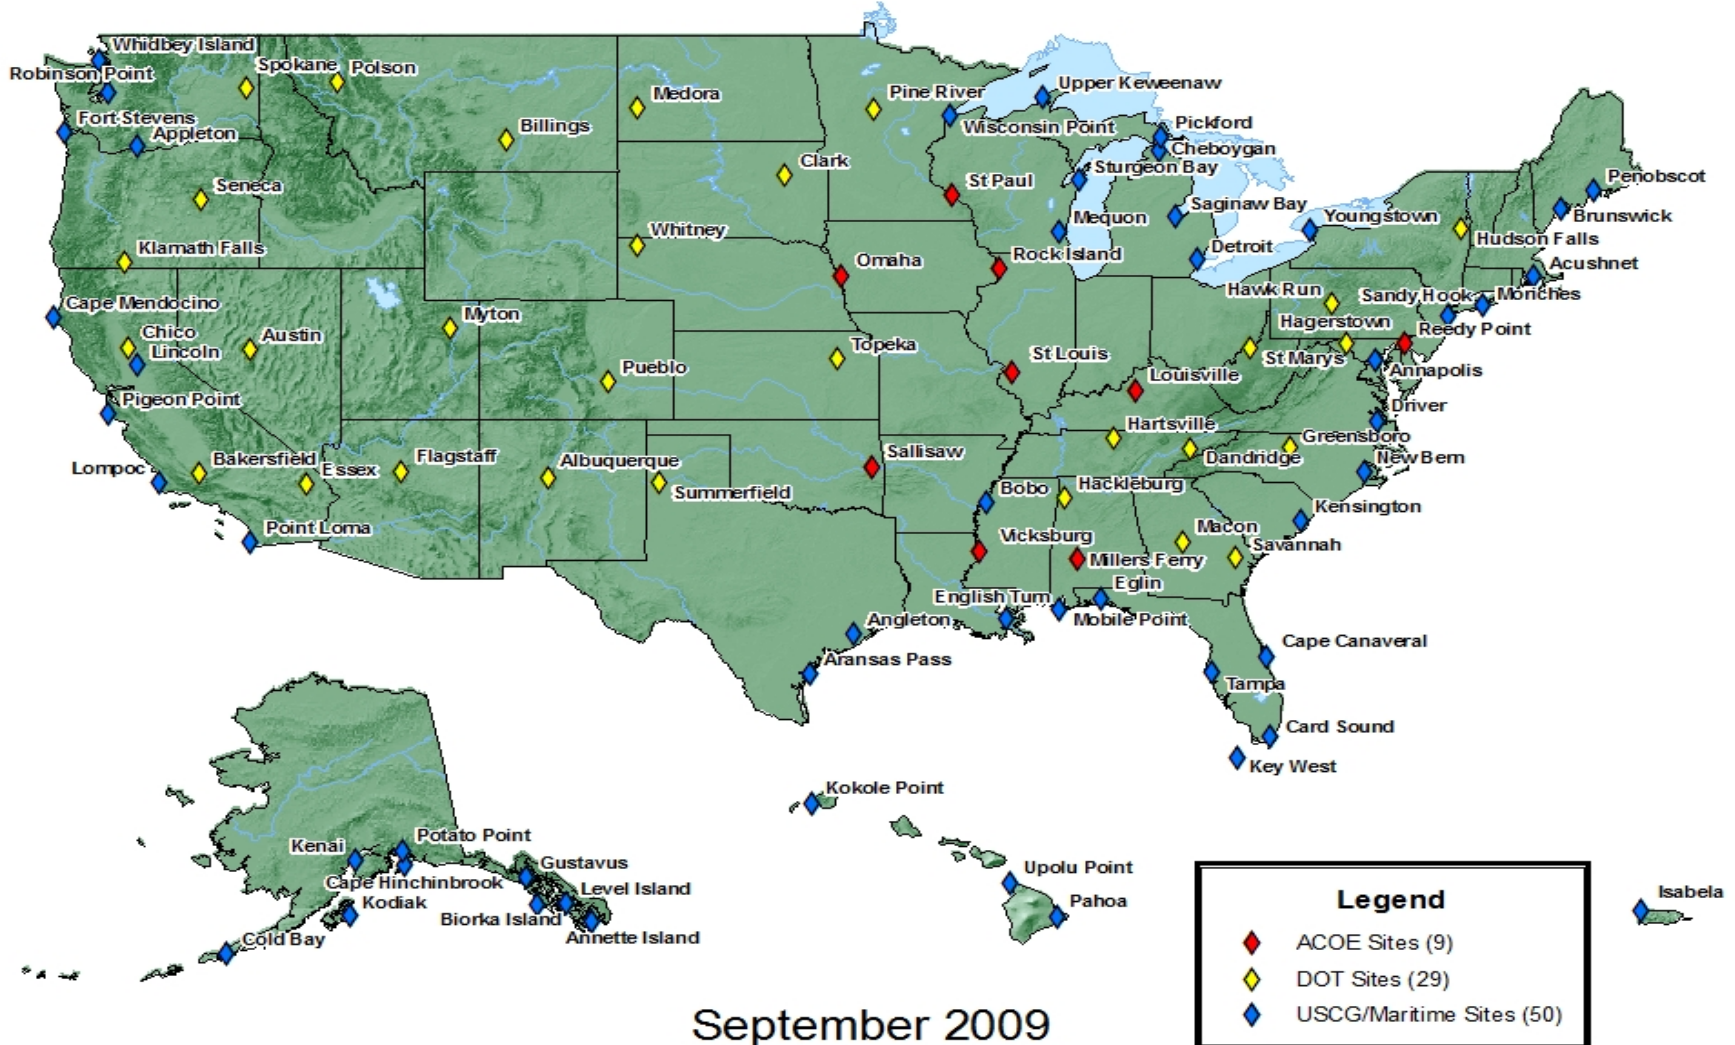 Whidbey Island
Robinson Point
Spokane
Polson
Medora
Pine River
Upper Keweenaw
Fort Stevens
Appleton
Billings
Wisconsin Point
Pickford
Cheboygan
Clark
Sturgeon Bay
St Paul
Seneca
Penobscot
Saginaw Bay
Brunswick
Youngstown
Mequon
Whitney
Klamath Falls
Hudson Falls
Detroit
Rock Island
Omaha
Acushnet
Hawk Run
Sandy Hook
Moriches
Cape Mendocino
Myton
Hagerstown
Reedy Point
Chico
Austin
Lincoln
Topeka
St Louis
St Marys
Annapolis
Pueblo
Louisville
Pigeon Point
Driver
Hartsville
Greensboro
Sallisaw
Flagstaff
Bakersfield
Essex
Albuquerque
Dandridge
New Bern
Lompoc
Summerfield
Bobo
Hackleburg
Kensington
Point Loma
Macon
Vicksburg
Savannah
Millers Ferry
Eglin
English Turn
Angleton
Mobile Point
Cape Canaveral
Aransas Pass
Tampa
Card Sound
Key West
Kokole Point
Potato Point
Kenai
Gustavus
Upolu Point
Cape Hinchinbrook
Level Island
Kodiak
Pahoa
Isabela
Biorka Island
Annette Island
Cold Bay
Legend
ACOE Sites (9)
DOT Sites (29)
USCG/Maritime Sites (50)
September 2009